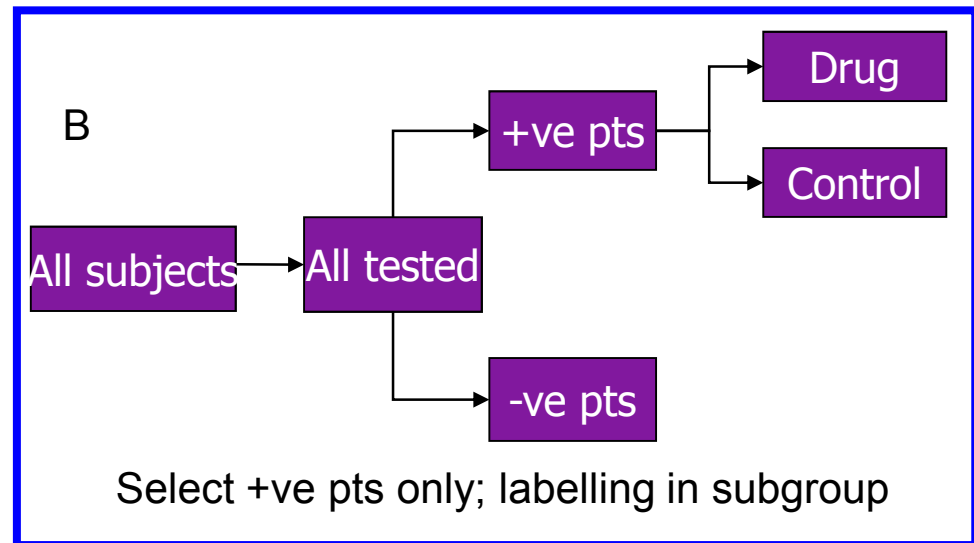 B
All subjects
All tested
+ve pts
-ve pts
Drug
Control
Select +ve pts only; labelling in subgroup